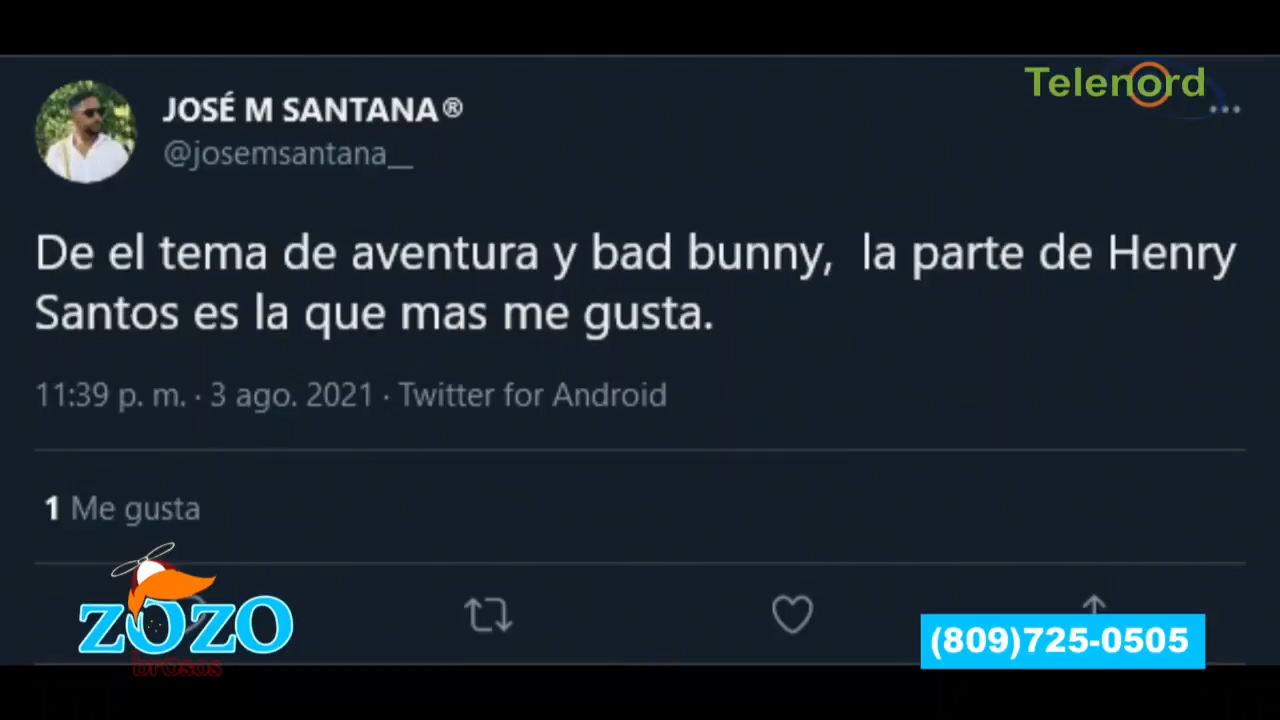 Telenord
JOSÉ M SANTANA®
@josemsantana__
De el tema de aventura y bad bunny, la parte de Henry
Santos es la que mas me gusta.
11:39 p. m. · 3 ago. 2021 · Twitter for Android
1 Me gusta
ZOZO
brosos
(809)725-0505